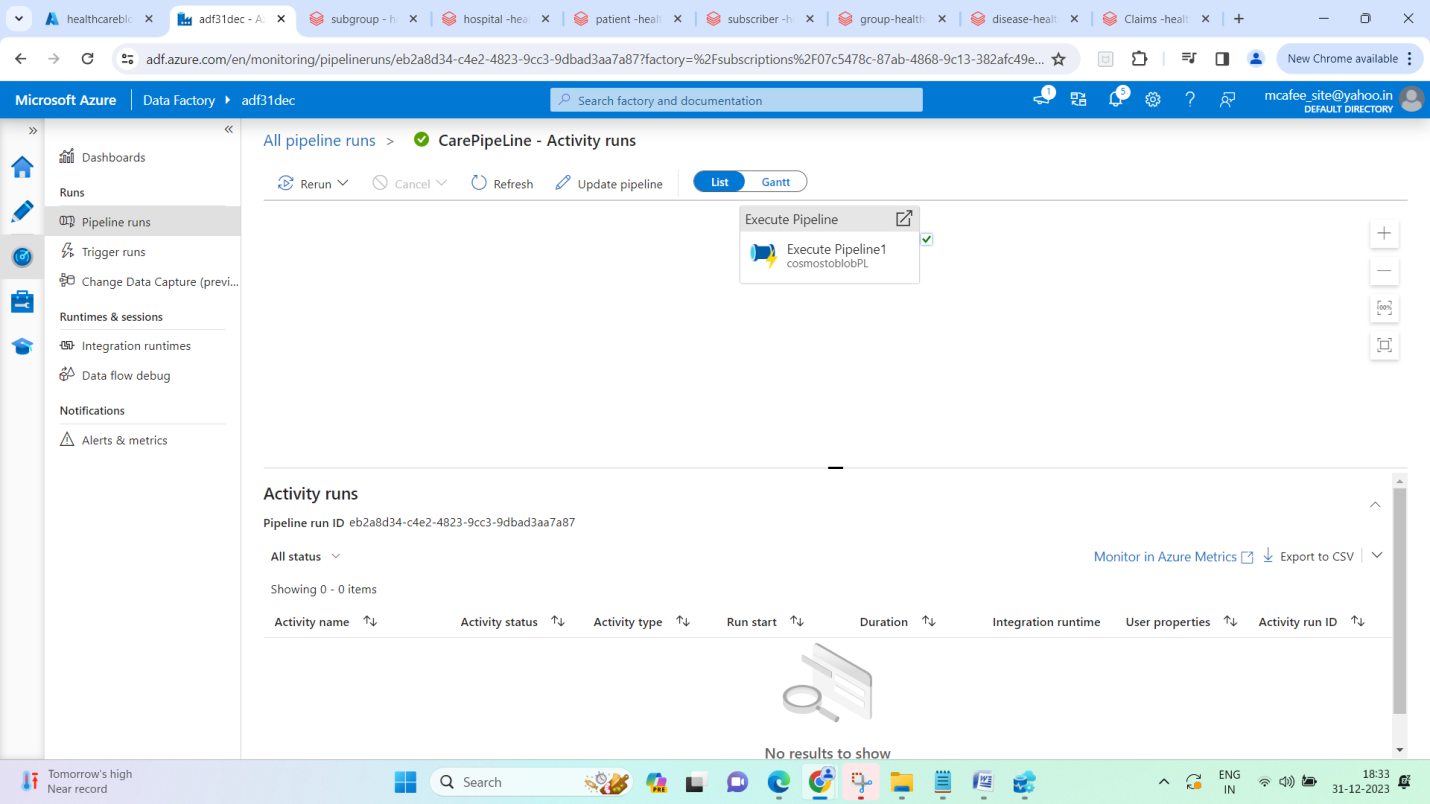 healthcareblo
adf31dec - Az
subgroup - h
hospital -hea
patient -healt
subscriber -h
group-health
disease-healt
Claims -healt
adf.azure.com/en/monitoring/pipelineruns/eb2a8d34-c4e2-4823-9cc3-9dbad3aa7a87?factory=%2Fsubscriptions%2F07c5478c-87ab-4868-9c13-382afc49e...
New Chrome available
Microsoft Azure
Data Factory
adf31dec
Search factory and documentation
1
5
mcafee_site@yahoo.in
DEFAULT DIRECTORY
Dashboards
Runs
Pipeline runs
Trigger runs
Change Data Capture (previ...
Runtimes & sessions
Integration runtimes
Data flow debug
Notifications
Alerts & metrics
All pipeline runs > CarePipeLine - Activity runs
Rerun
Cancel
Refresh
Update pipeline
List
Gantt
Execute Pipeline
Execute Pipeline1
cosmostoblobPL
100%
Activity runs
Pipeline run ID eb2a8d34-c4e2-4823-9cc3-9dbad3aa7a87
All status
Monitor in Azure Metrics
Export to CSV
Showing 0 - 0 items
Activity name
Activity status
Activity type
Run start
Duration
Integration runtime
User properties
Activity run ID
No results to show
Tomorrow's high
Near record
Search
PRE
ENG
IN
18:33
31-12-2023